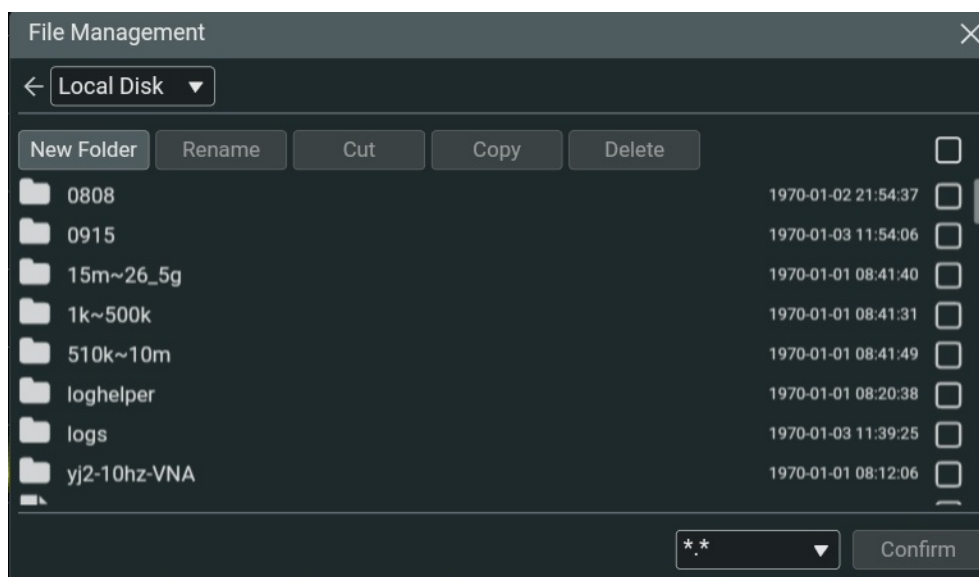 File Management
Local Disk
New Folder Rename Cut Copy Delete
0808 1970-01-02 21:54:37
0915 1970-01-03 11:54:06
15m~26_5g 1970-01-01 08:41:40
1k~500k 1970-01-01 08:41:31
510k~10m 1970-01-01 08:41:49
loghelper 1970-01-01 08:20:38
logs 1970-01-03 11:39:25
yj2-10hz-VNA 1970-01-01 08:12:06
*.* Confirm